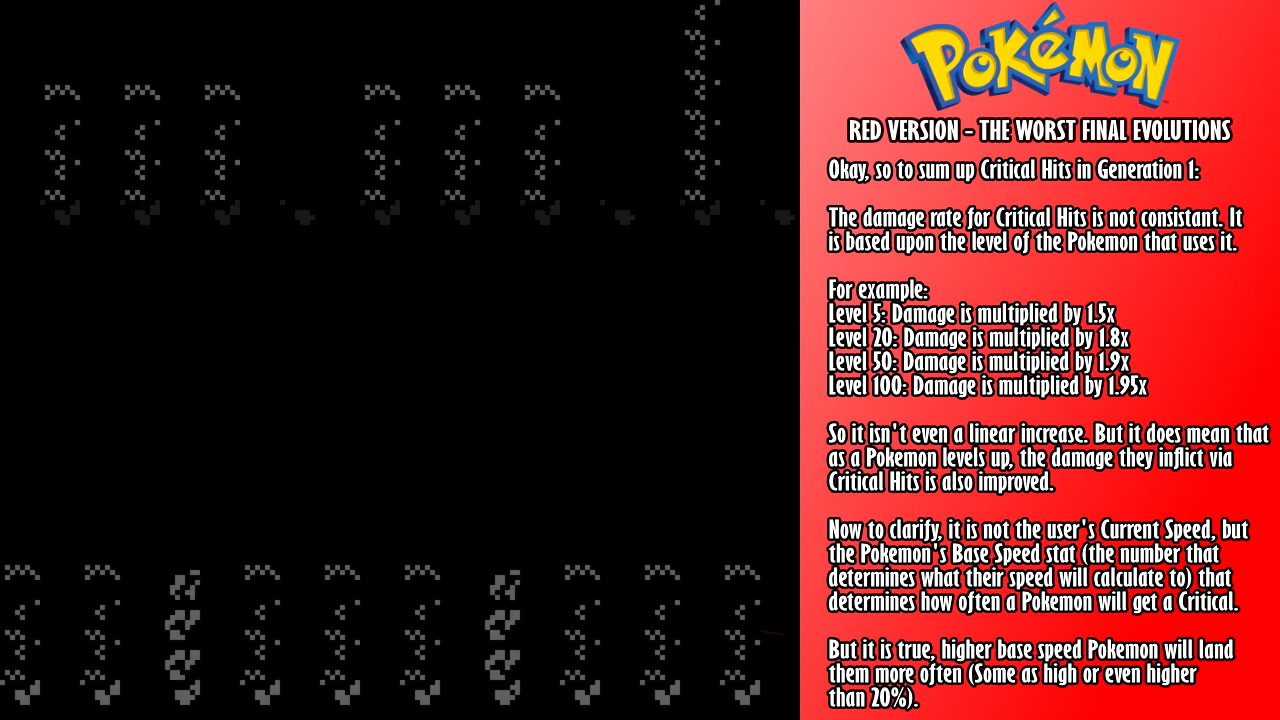 POKéMON
RED VERSION - THE WORST FINAL EVOLUTIONS
Okay, so to sum up Critical Hits in Generation 1:
The damage rate for Critical Hits is not consistant. It
is based upon the level of the Pokemon that uses it.
For example:
Level 5: Damage is multiplied by 1.5x
Level 20: Damage is multiplied by 1.8x
Level 50: Damage is multiplied by 1.9x
Level 100: Damage is multiplied by 1.95x
So it isn't even a linear increase. But it does mean that
as a Pokemon levels up, the damage they inflict via
Critical Hits is also improved.
Now to clarify, it is not the user's Current Speed, but
the Pokemon's Base Speed stat (the number that
determines what their speed will calculate to) that
determines how often a Pokemon will get a Critical.
But it is true, higher base speed Pokemon will land
them more often (Some as high or even higher
than 20%).